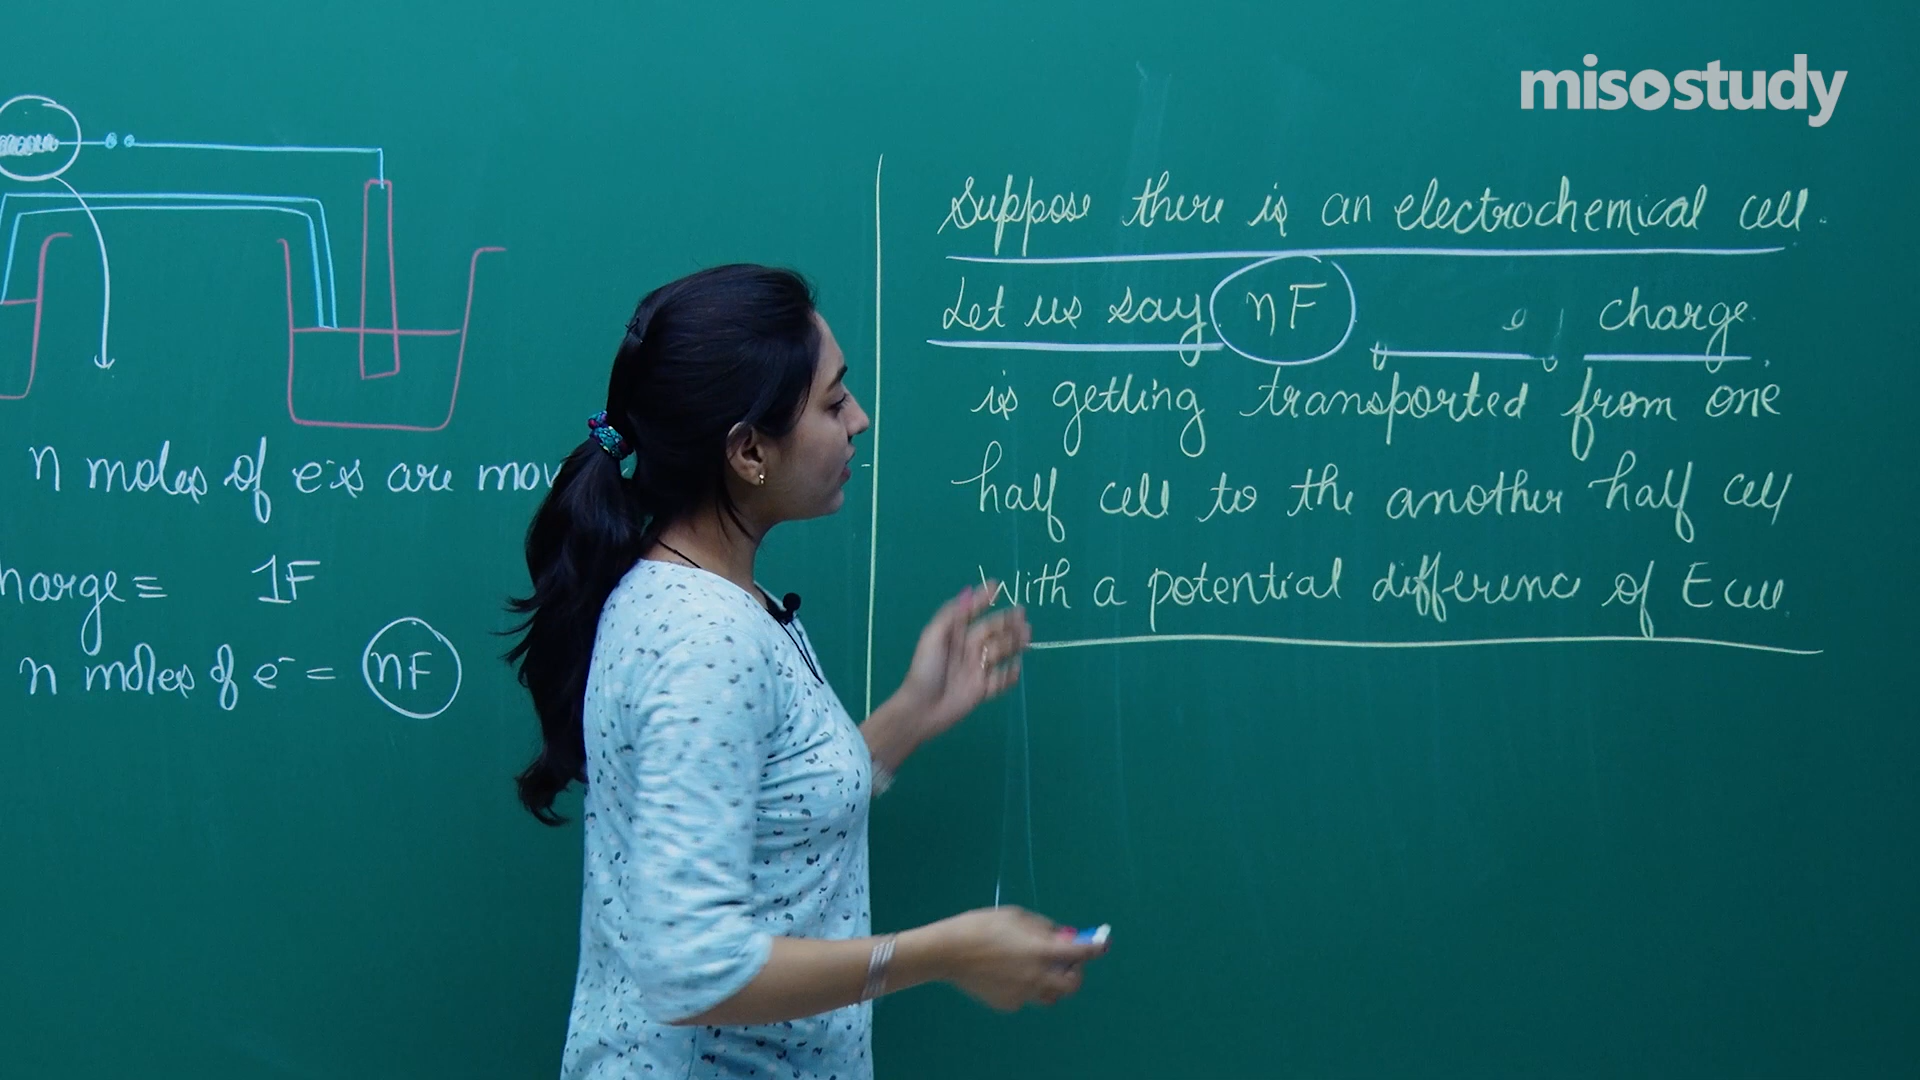 misostudy
n moles of e⁻s are mov
harge ≡ 1F
n moles of e⁻ = nF
Suppose there is an electrochemical cell.
Let us say nF charge.
is getting transported from one
half cell to the another half cell
With a potential difference of E cell.